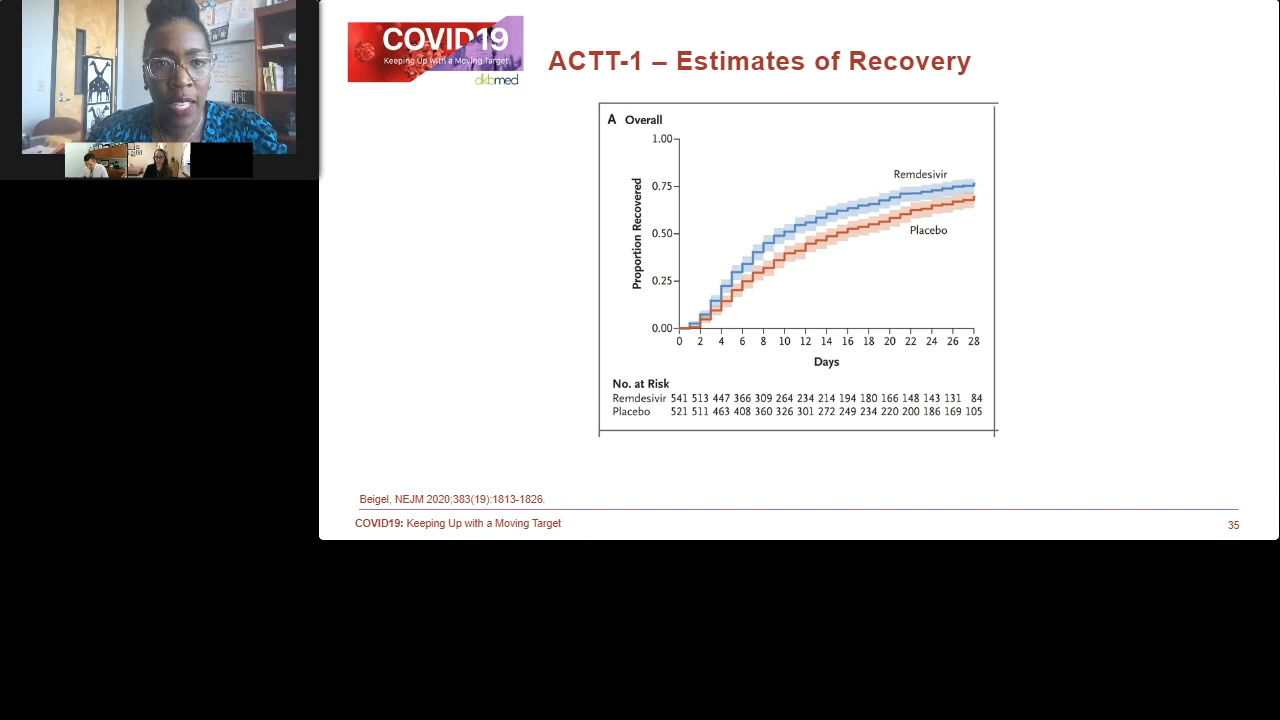 COVID19
Keeping Up with a Moving Target
dkbmed
ACTT-1 – Estimates of Recovery
A Overall
1.00
0.75
0.50
0.25
0.00
Proportion Recovered
Remdesivir
Placebo
0 2 4 6 8 10 12 14 16 18 20 22 24 26 28
Days
No. at Risk
Remdesivir 541 513 447 366 309 264 234 214 194 180 166 148 143 131 84
Placebo 521 511 463 408 360 326 301 272 249 234 220 200 186 169 105
Beigel, NEJM 2020;383(19):1813-1826.
COVID19: Keeping Up with a Moving Target
35